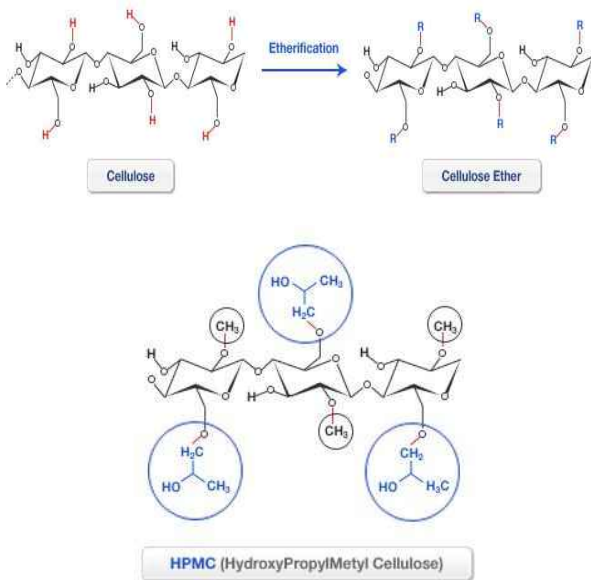 H H H
O O O
H O O O O H O
O O H O O
O H O O
H H H
Etherification
R R R
O O O
H O O O O H O
O O H O O
O R O O
R R
Cellulose
Cellulose Ether
HO CH₃
H₂C
CH₃ O CH₃
O O
H O O O H O
O O H O O O
O O O
H₂C CH₃ CH₂
HO CH₃ HO H₃C
HPMC (HydroxyPropylMetyl Cellulose)